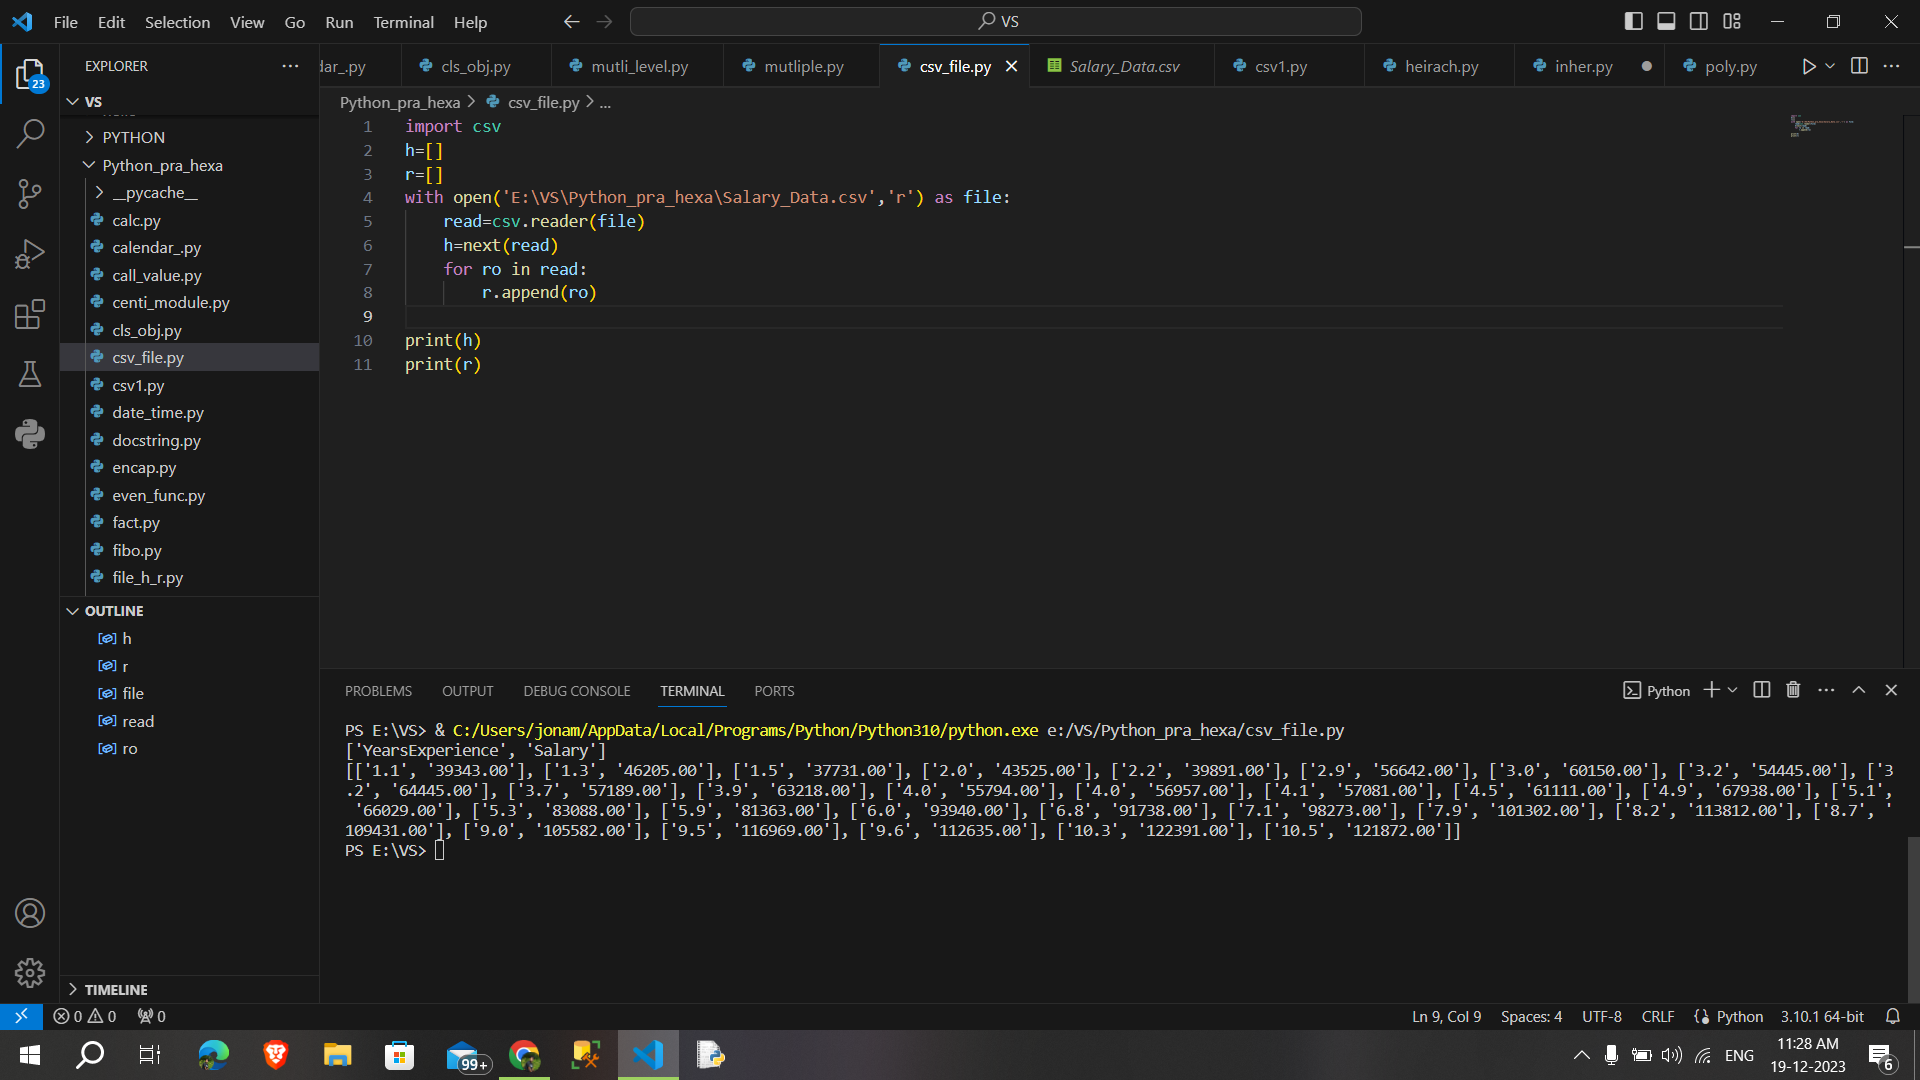 File Edit Selection View Go Run Terminal Help
VS
EXPLORER
dar_.py cls_obj.py mutli_level.py mutliple.py csv_file.py Salary_Data.csv csv1.py heirach.py inher.py poly.py
23
VS
PYTHON
Python_pra_hexa
__pycache__
calc.py
calendar_.py
call_value.py
centi_module.py
cls_obj.py
csv_file.py
csv1.py
date_time.py
docstring.py
encap.py
even_func.py
fact.py
fibo.py
file_h_r.py
OUTLINE
h
r
file
read
ro
TIMELINE
Python_pra_hexa > csv_file.py > ...
1 import csv
2 h=[]
3 r=[]
4 with open('E:\VS\Python_pra_hexa\Salary_Data.csv','r') as file:
5 read=csv.reader(file)
6 h=next(read)
7 for ro in read:
8 r.append(ro)
9
10 print(h)
11 print(r)
PROBLEMS OUTPUT DEBUG CONSOLE TERMINAL PORTS
Python
PS E:\VS> & C:/Users/jonam/AppData/Local/Programs/Python/Python310/python.exe e:/VS/Python_pra_hexa/csv_file.py
['YearsExperience', 'Salary']
[['1.1', '39343.00'], ['1.3', '46205.00'], ['1.5', '37731.00'], ['2.0', '43525.00'], ['2.2', '39891.00'], ['2.9', '56642.00'], ['3.0', '60150.00'], ['3.2', '54445.00'], ['3
.2', '64445.00'], ['3.7', '57189.00'], ['3.9', '63218.00'], ['4.0', '55794.00'], ['4.0', '56957.00'], ['4.1', '57081.00'], ['4.5', '61111.00'], ['4.9', '67938.00'], ['5.1',
'66029.00'], ['5.3', '83088.00'], ['5.9', '81363.00'], ['6.0', '93940.00'], ['6.8', '91738.00'], ['7.1', '98273.00'], ['7.9', '101302.00'], ['8.2', '113812.00'], ['8.7', '
109431.00'], ['9.0', '105582.00'], ['9.5', '116969.00'], ['9.6', '112635.00'], ['10.3', '122391.00'], ['10.5', '121872.00']]
PS E:\VS>
0 0 0
Ln 9, Col 9 Spaces: 4 UTF-8 CRLF Python 3.10.1 64-bit
99+
ENG
11:28 AM
19-12-2023
6